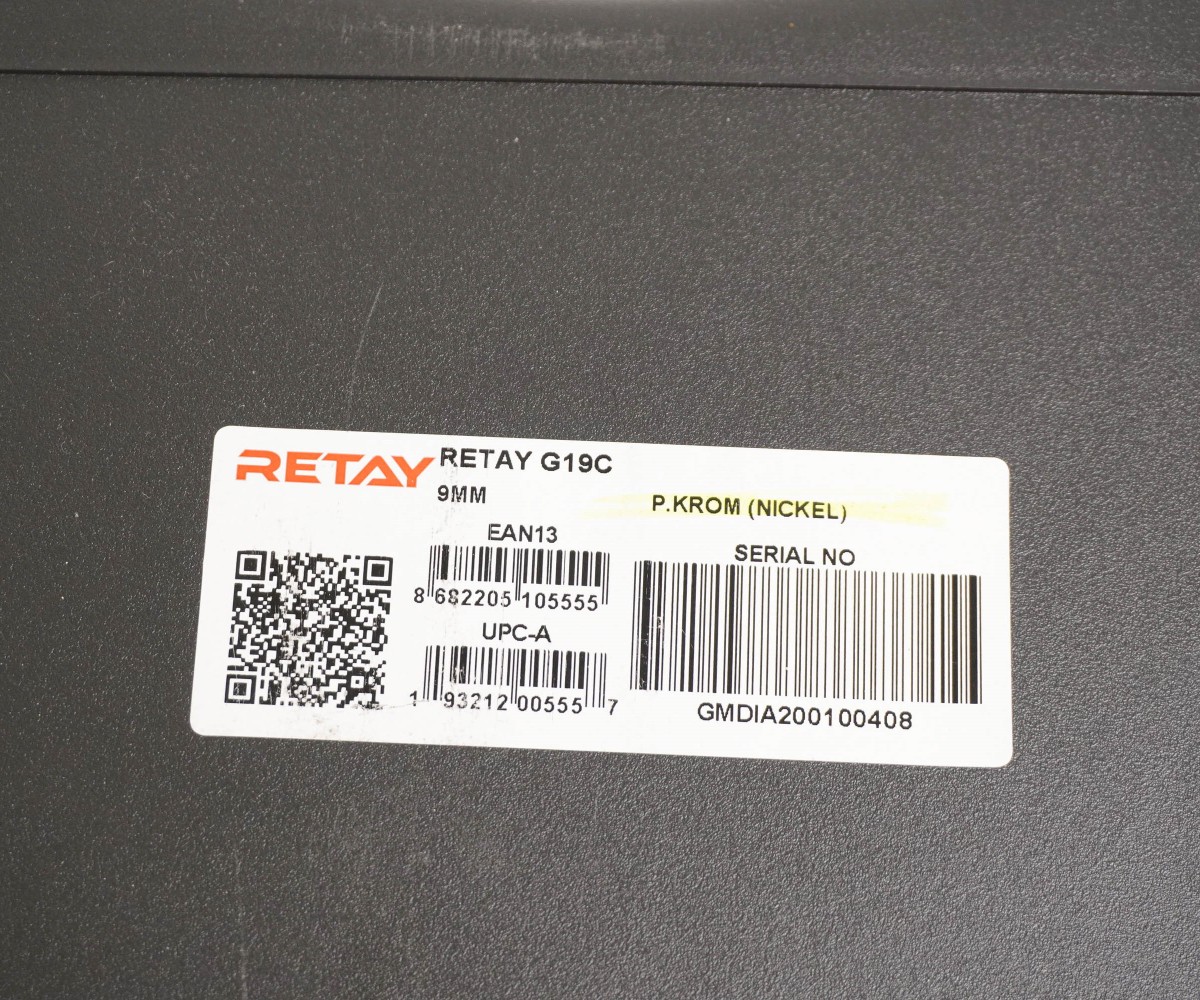 RETAY
RETAY G19C
9MM
P.KROM (NICKEL)
EAN13
8 682205 105555
UPC-A
1 93212 00555 7
SERIAL NO
GMDIA200100408